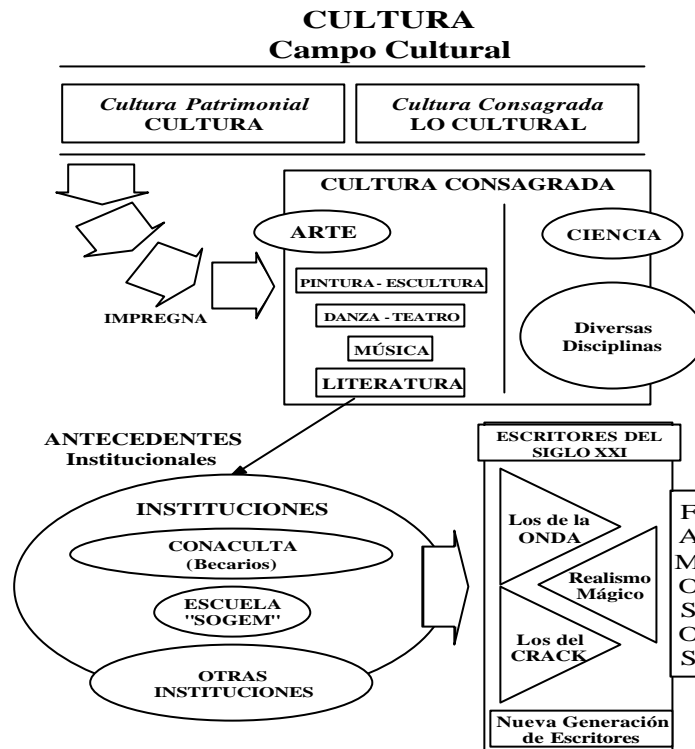 CULTURA
Campo Cultural
Cultura Patrimonial
CULTURA
Cultura Consagrada
LO CULTURAL
CULTURA CONSAGRADA
ARTE
CIENCIA
PINTURA - ESCULTURA
IMPREGNA
DANZA - TEATRO
Diversas
Disciplinas
MÚSICA
LITERATURA
ANTECEDENTES
Institucionales
INSTITUCIONES
CONACULTA
(Becarios)
ESCUELA
"SOGEM"
OTRAS
INSTITUCIONES
ESCRITORES DEL
SIGLO XXI
Los de la
ONDA
Realismo
Mágico
Los del
CRACK
F
A
M
O
S
O
S
Nueva Generación
de Escritores